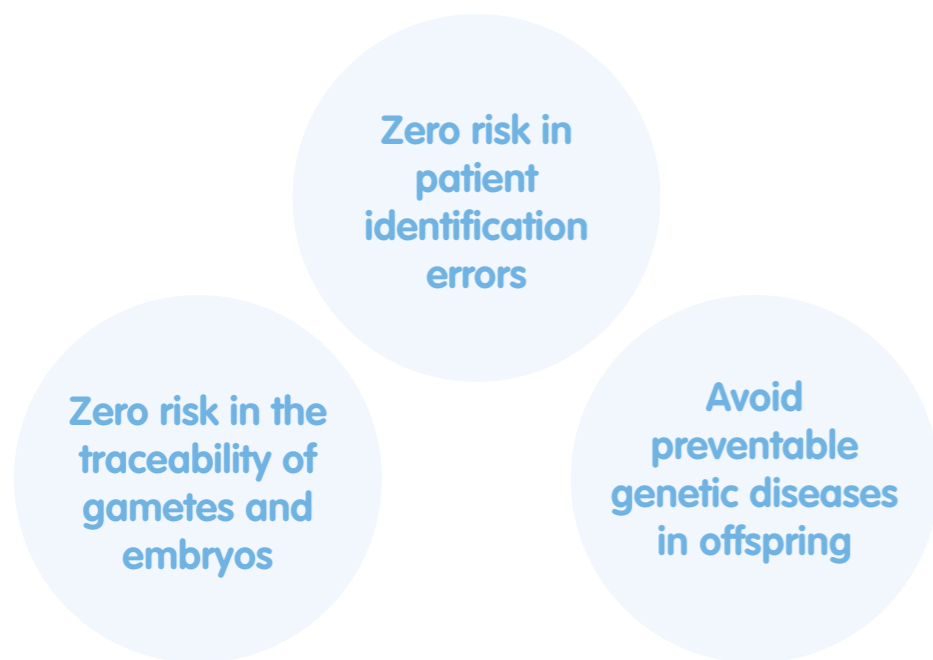 Zero risk in
patient
identification
errors
Zero risk in the
traceability of
gametes and
embryos
Avoid
preventable
genetic diseases
in offspring